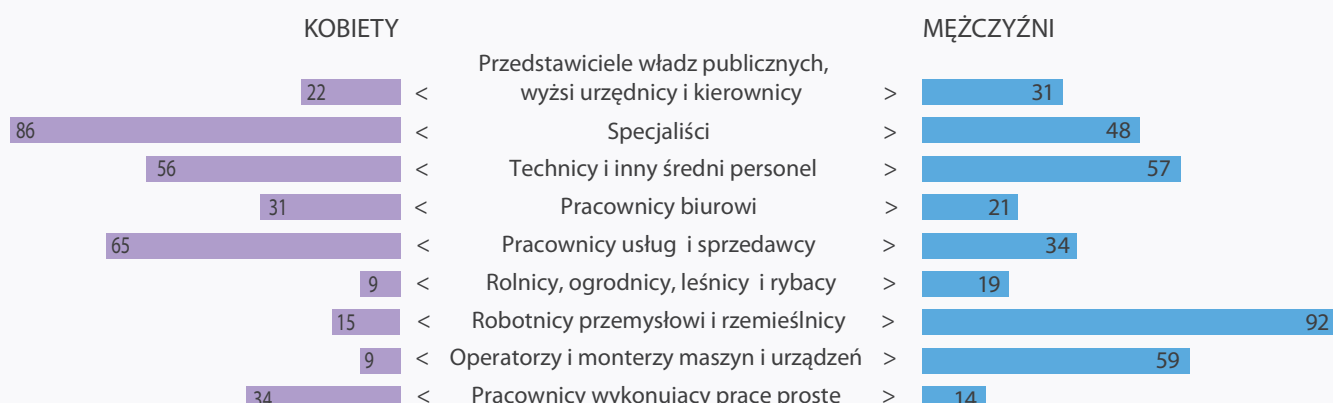 KOBIETY MĘŻCZYŹNI
Przedstawiciele władz publicznych,
22 < wyżsi urzędnicy i kierownicy > 31
86 < Specjaliści > 48
56 < Technicy i inny średni personel > 57
31 < Pracownicy biurowi > 21
65 < Pracownicy usług i sprzedawcy > 34
9 < Rolnicy, ogrodnicy, leśnicy i rybacy > 19
15 < Robotnicy przemysłowi i rzemieślnicy > 92
9 < Operatorzy i monterzy maszyn i urządzeń > 59
34 < Pracownicy wykonujący prace proste > 14